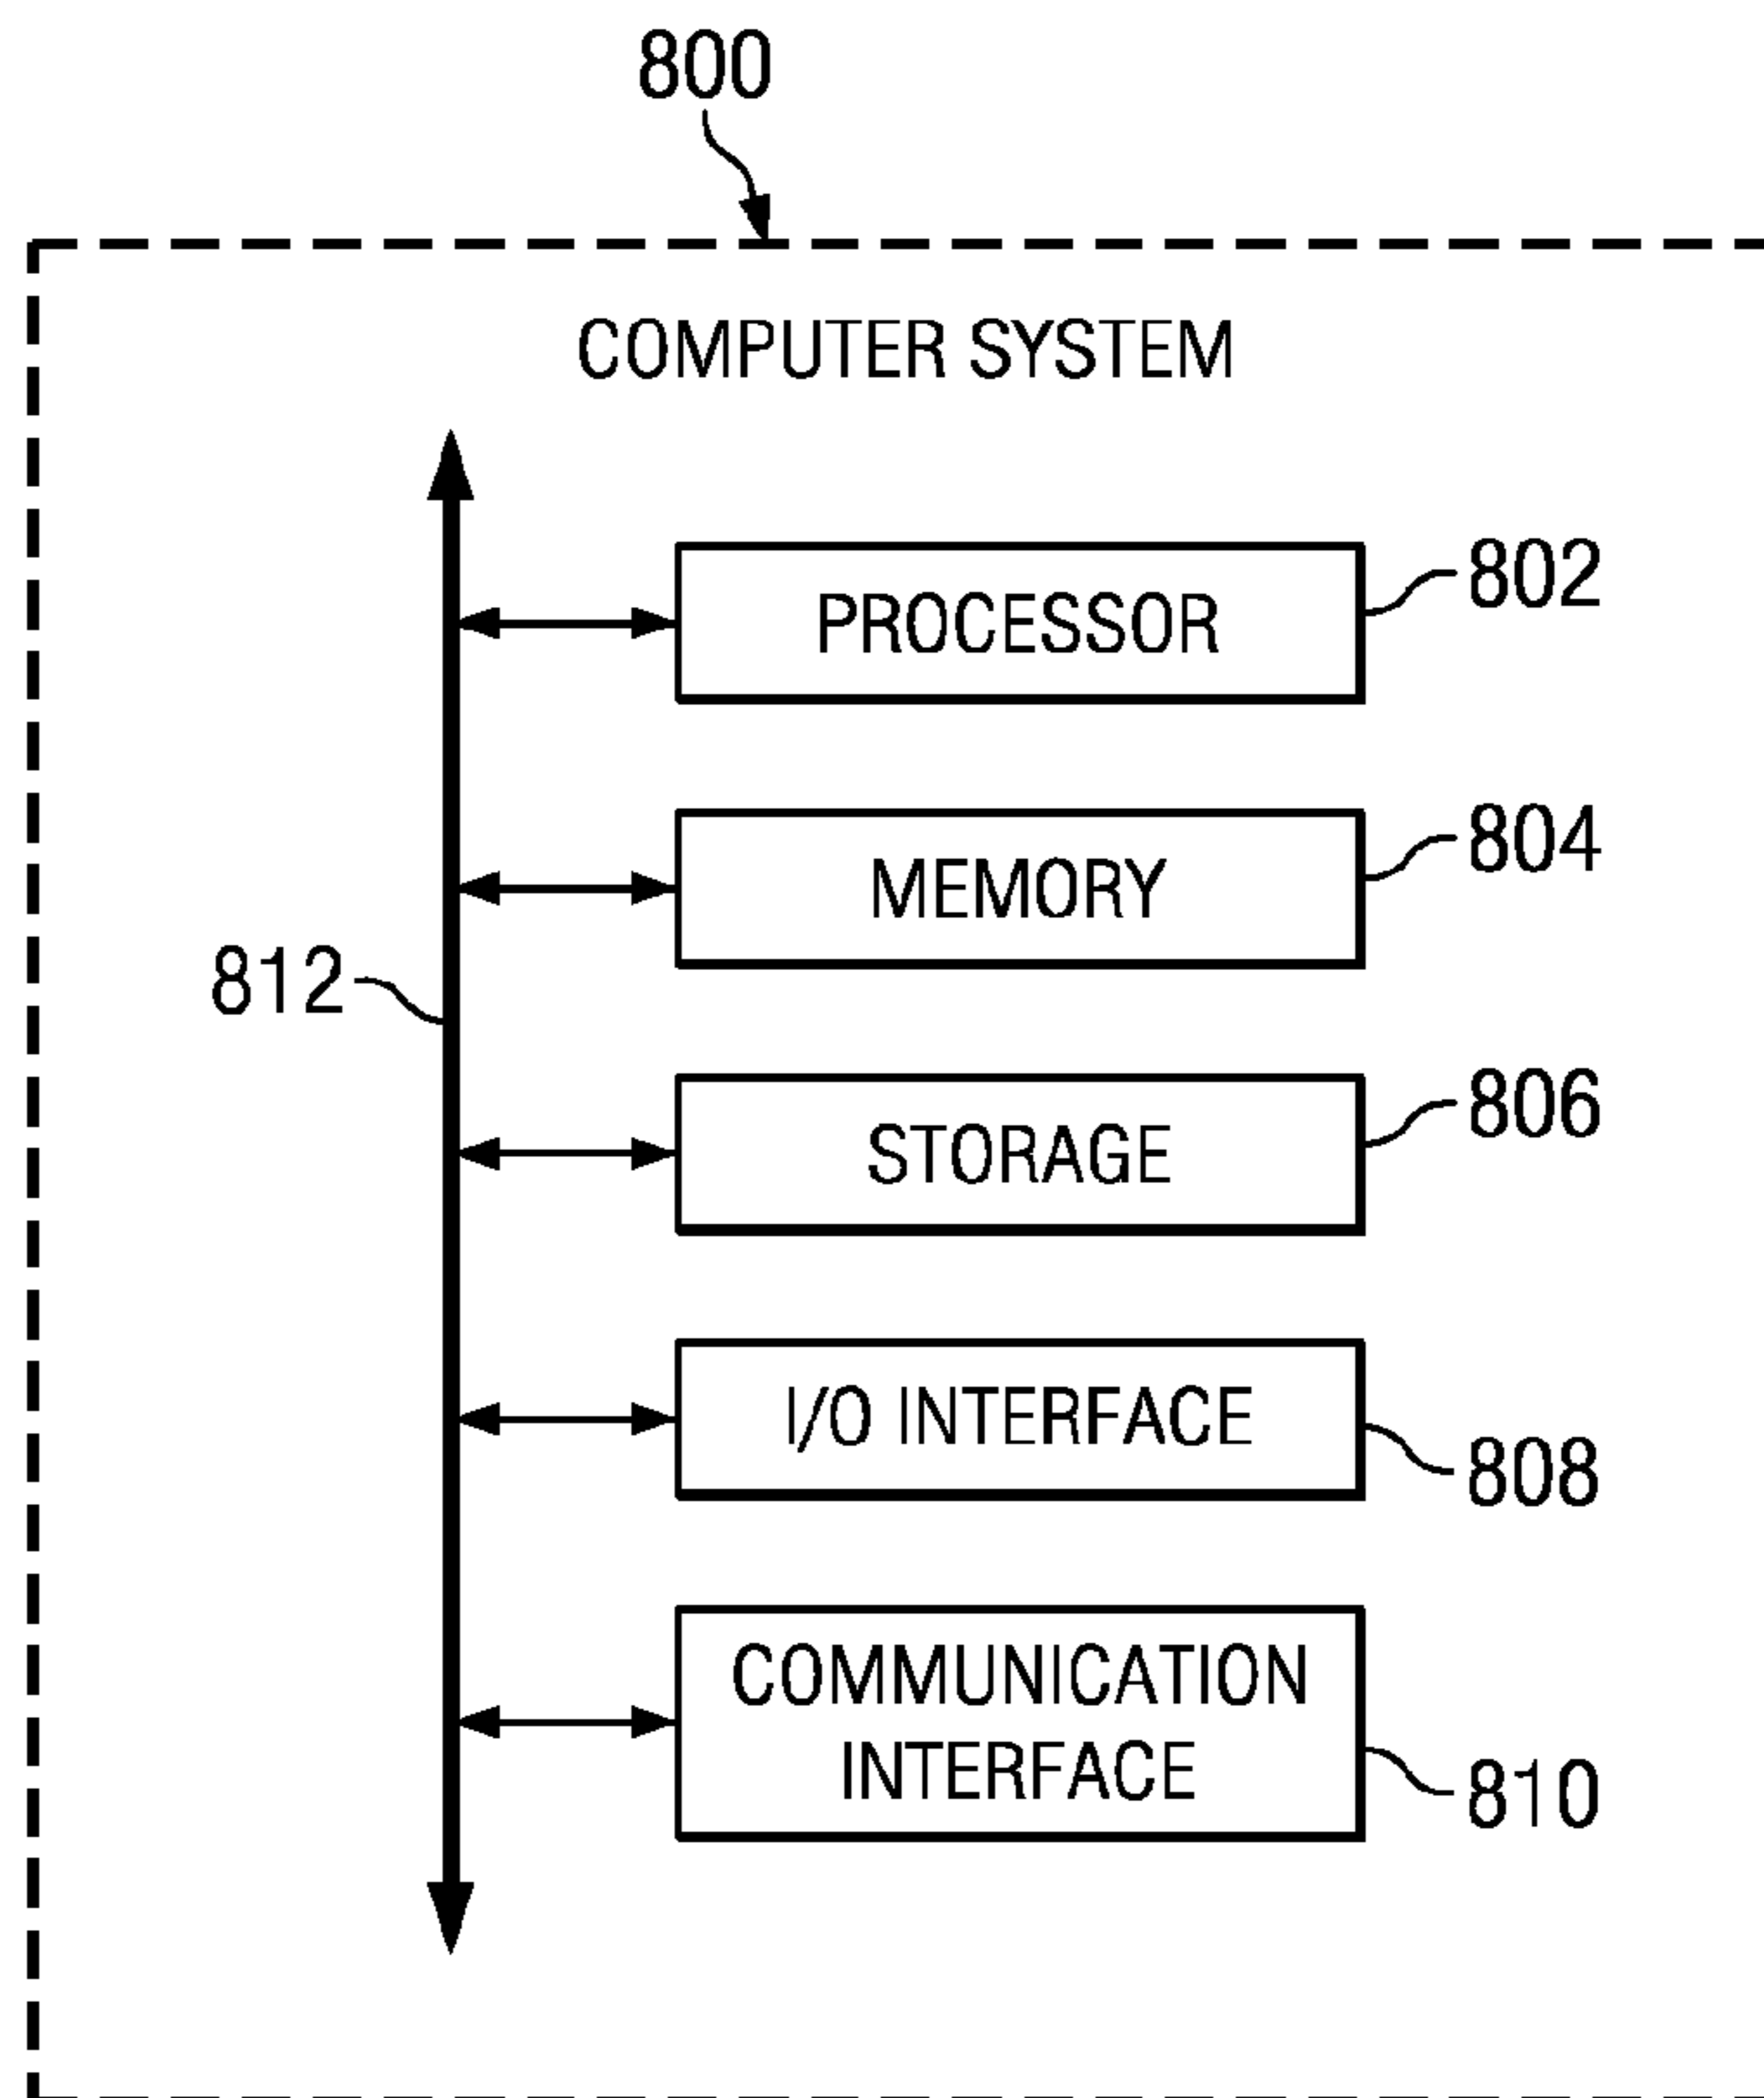 800
COMPUTER SYSTEM
PROCESSOR
802
MEMORY
804
812
STORAGE
806
I/O INTERFACE
808
COMMUNICATION
INTERFACE
810